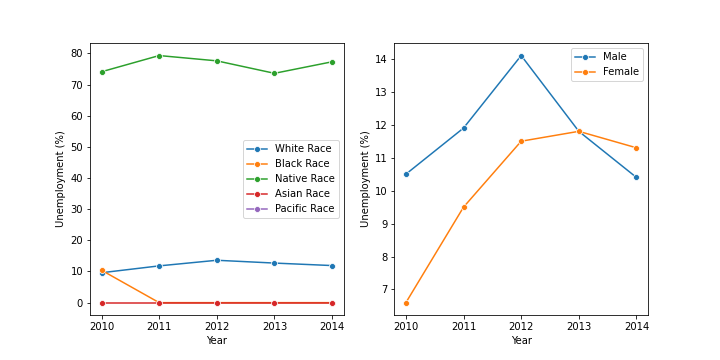 80
70
60
50
40
30
20
10
0
Unemployment (%)
2010 2011 2012 2013 2014
Year
White Race
Black Race
Native Race
Asian Race
Pacific Race
14
13
12
11
10
9
8
7
Unemployment (%)
2010 2011 2012 2013 2014
Year
Male
Female